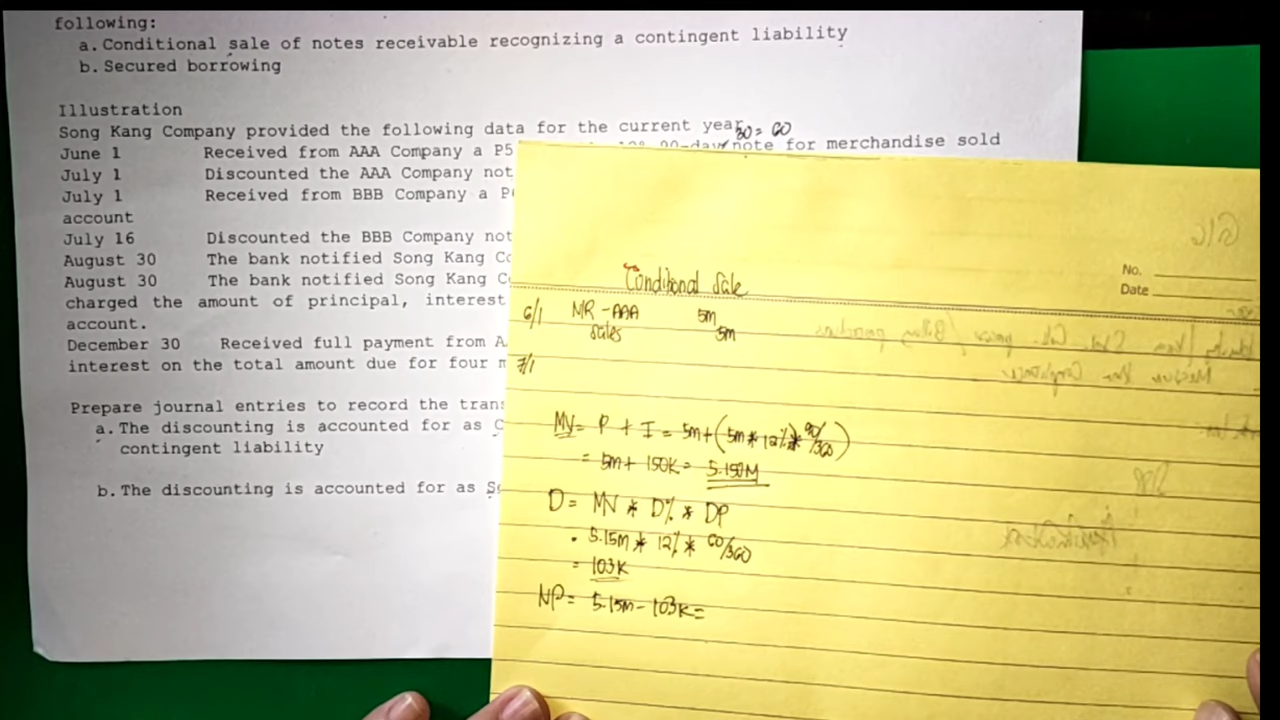 following:
a. Conditional sale of notes receivable recognizing a contingent liability
b. Secured borrowing
Illustration
Song Kang Company provided the following data for the current year
30 = 60
June 1 Received from AAA Company a P5 90-day note for merchandise sold
July 1 Discounted the AAA Company not
July 1 Received from BBB Company a P
account
July 16 Discounted the BBB Company not
August 30 The bank notified Song Kang Co
August 30 The bank notified Song Kang C
charged the amount of principal, interest
account.
December 30 Received full payment from A
interest on the total amount due for four m
Prepare journal entries to record the trans
a. The discounting is accounted for as C
contingent liability
b. The discounting is accounted for as S
No.
Date
Conditional Sale
6/1 NR - AAA 5m
Sales 5m
7/1
MV = P + I = 5m + (5m * 12% * 90/360)
= 5m + 150K = 5.150M
D = MV * D% * DP
= 5.15m * 12% * 60/360
= 103K
NP = 5.15m - 103K =